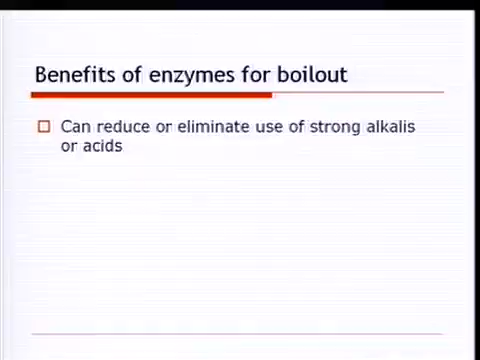 Benefits of enzymes for boilout
Can reduce or eliminate use of strong alkalis
or acids